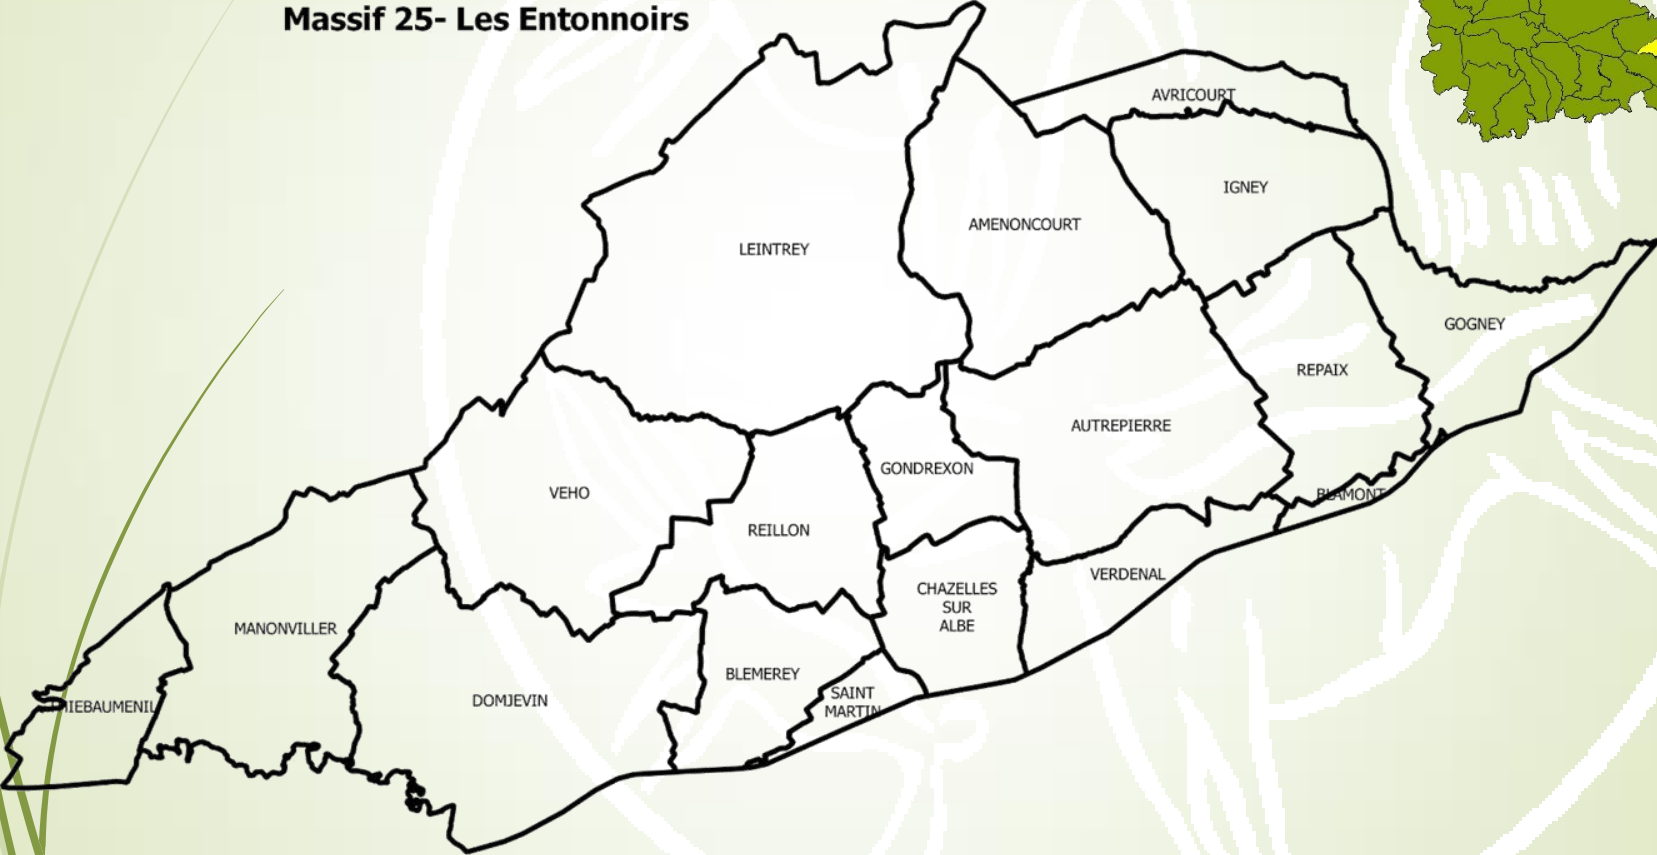 Massif 25- Les Entonnoirs
AVRICOURT
IGNEY
AMENONCOURT
LEINTREY
GOGNEY
REPAIX
AUTREPIERRE
GONDREXON
VEHO
BLAMONT
REILLON
VERDENAL
CHAZELLES
SUR
ALBE
MANONVILLER
BLEMEREY
SAINT
MARTIN
DOMJEVIN
THIEBAUMENIL